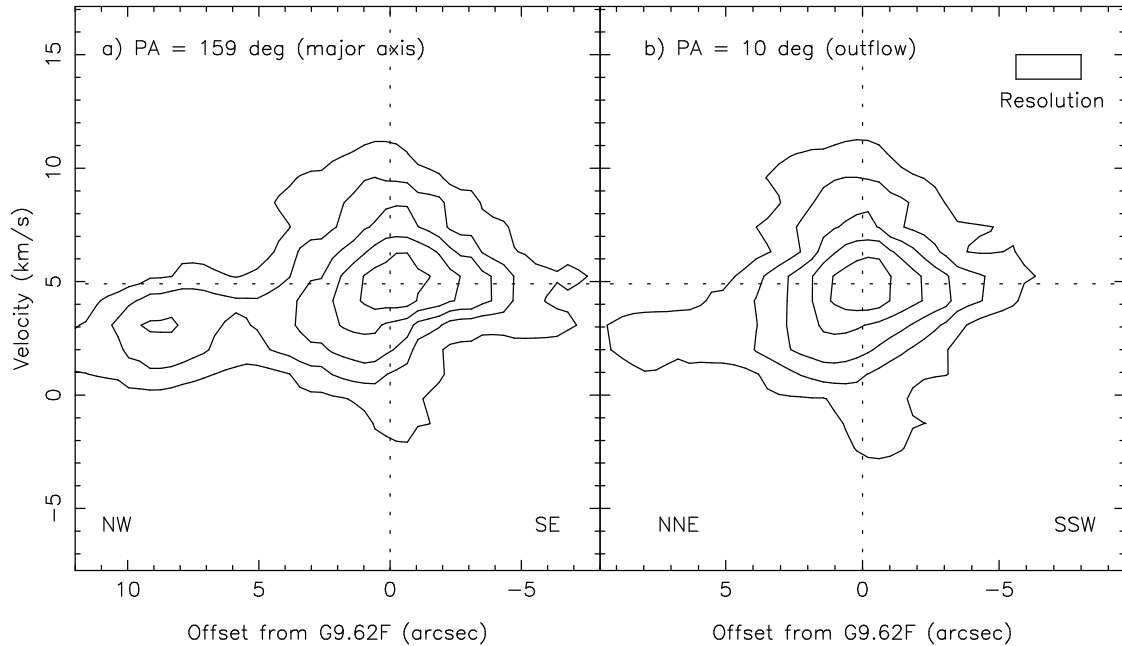 a) PA = 159 deg (major axis)
b) PA = 10 deg (outflow)
Resolution
Velocity (km/s)
15
10
5
0
−5
NW
SE
NNE
SSW
10 5 0 −5
5 0 −5
Offset from G9.62F (arcsec)
Offset from G9.62F (arcsec)